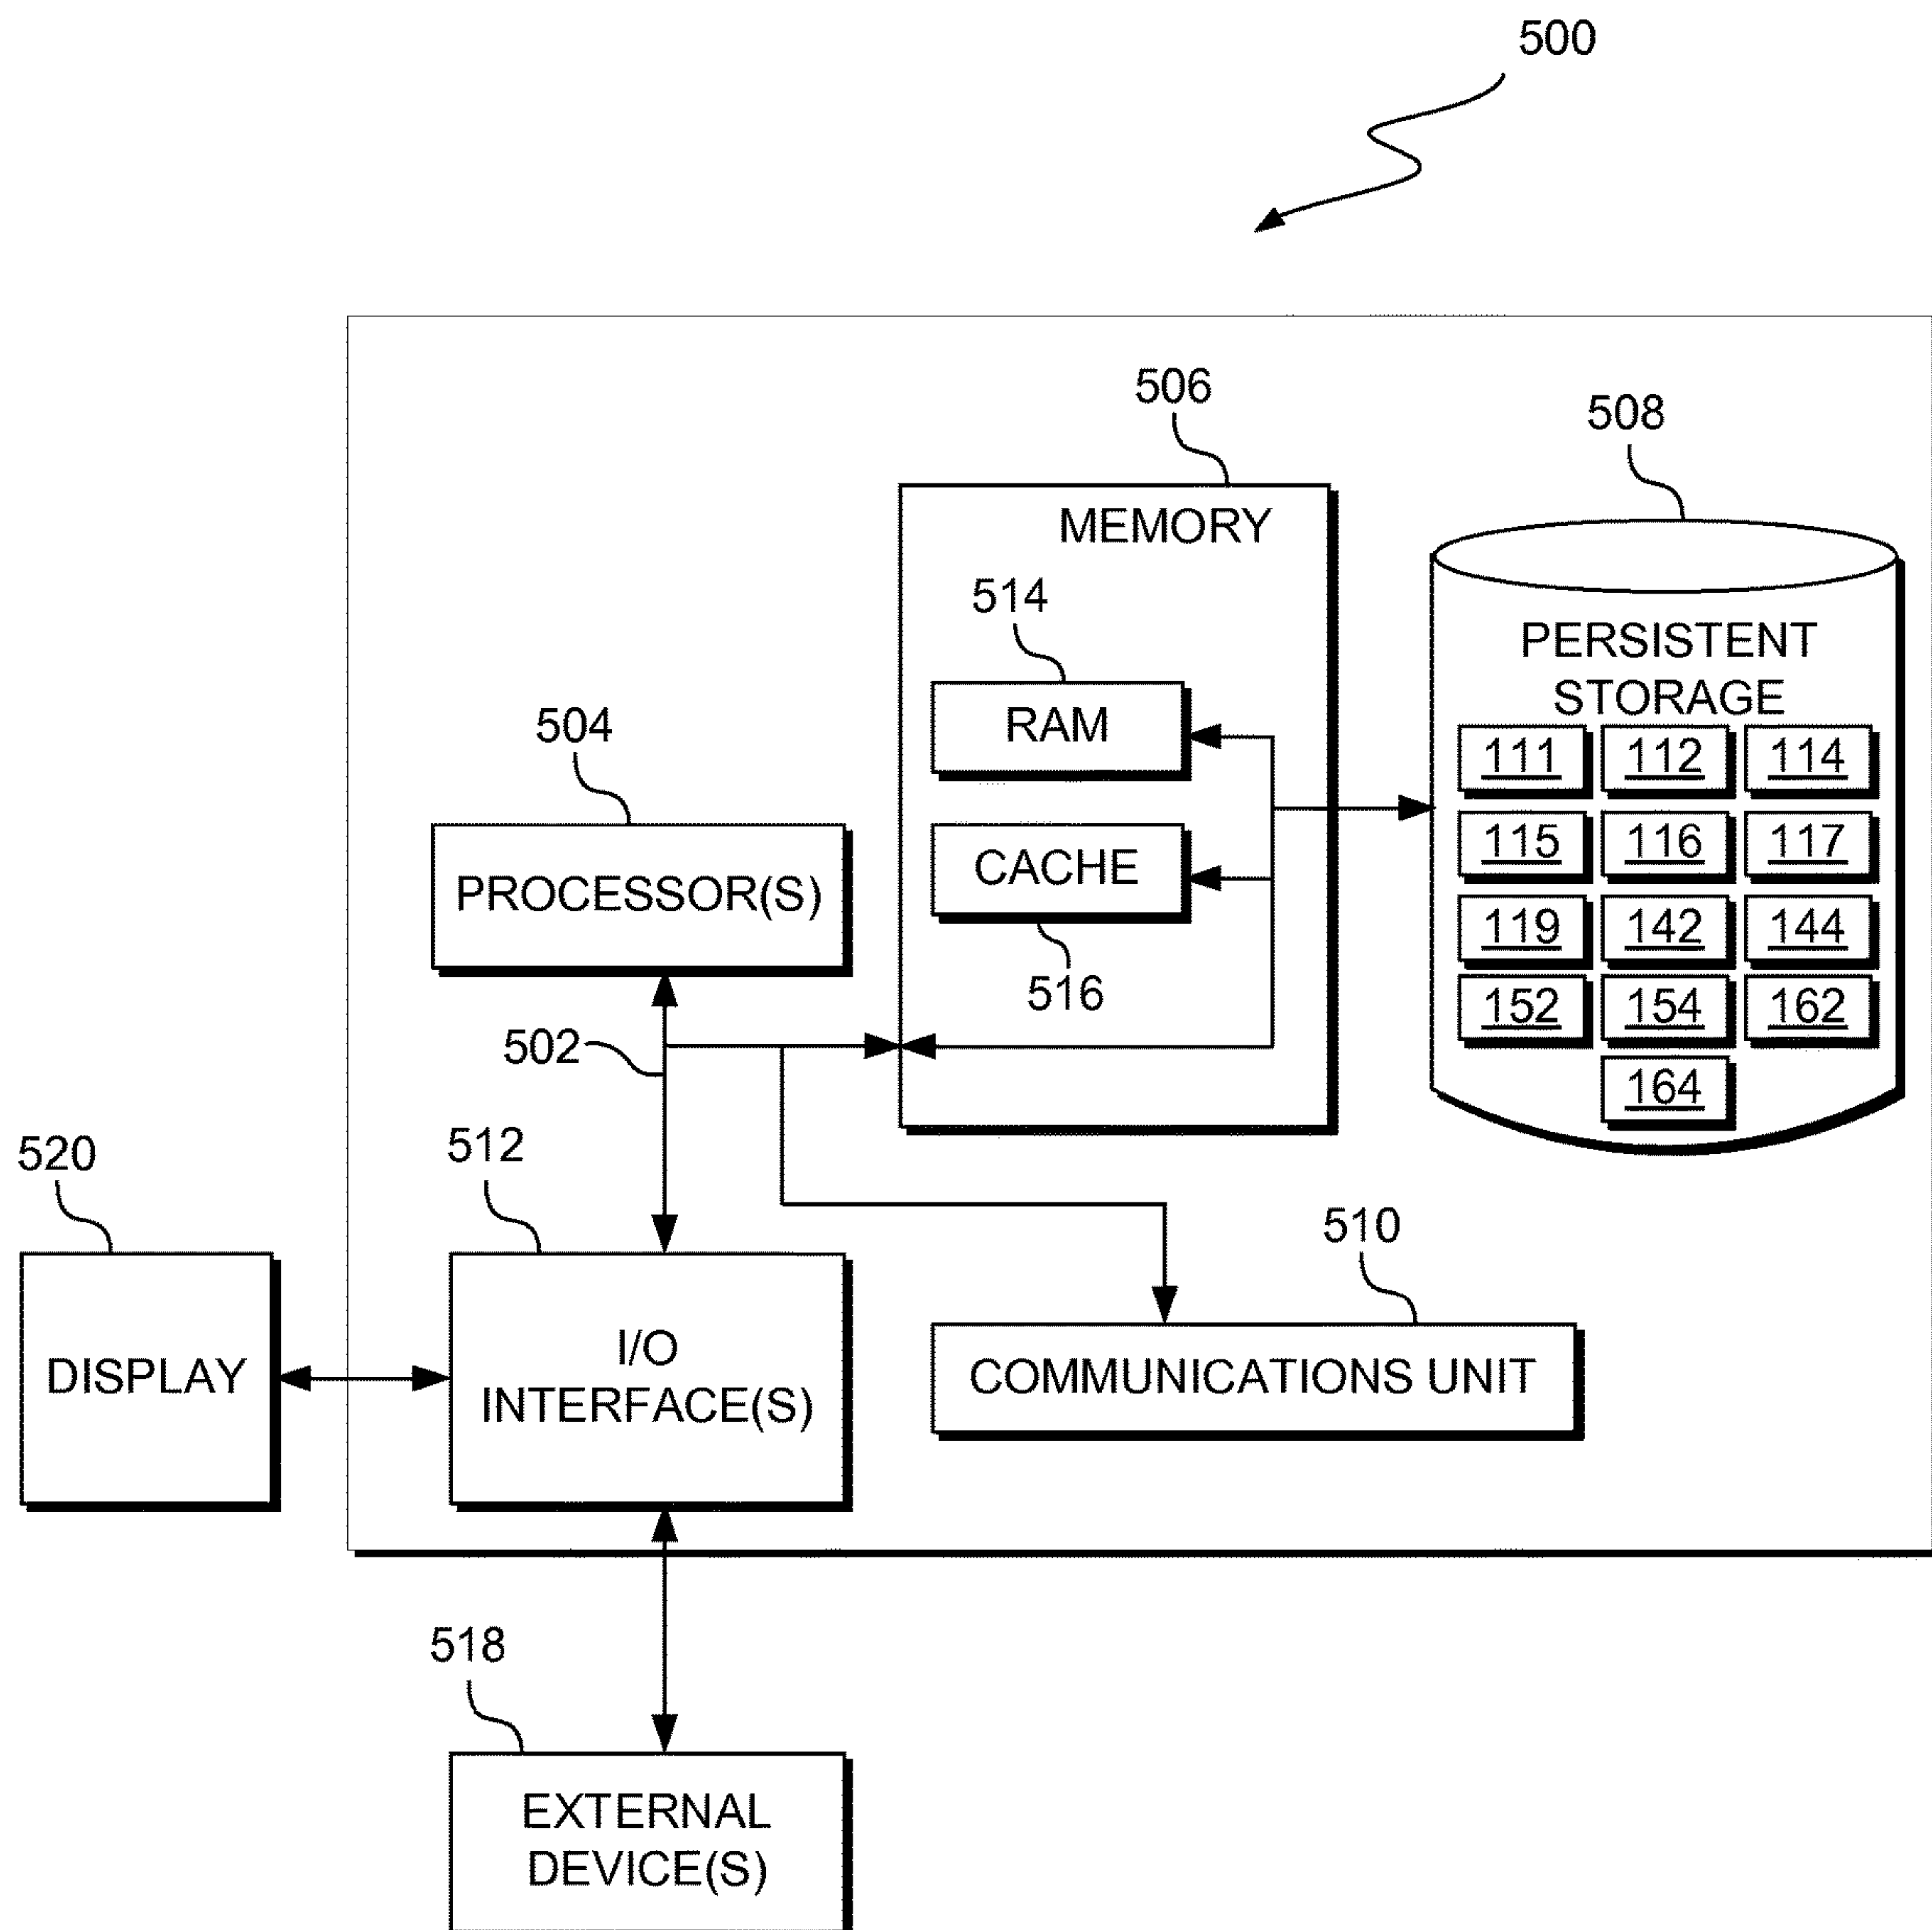 500
506
508
MEMORY
514
PERSISTENT
STORAGE
RAM
504
111 112 114
115 116 117
CACHE
PROCESSOR(S)
119 142 144
516
152 154 162
502
164
512
520
510
I/O
INTERFACE(S)
DISPLAY
COMMUNICATIONS UNIT
518
EXTERNAL
DEVICE(S)